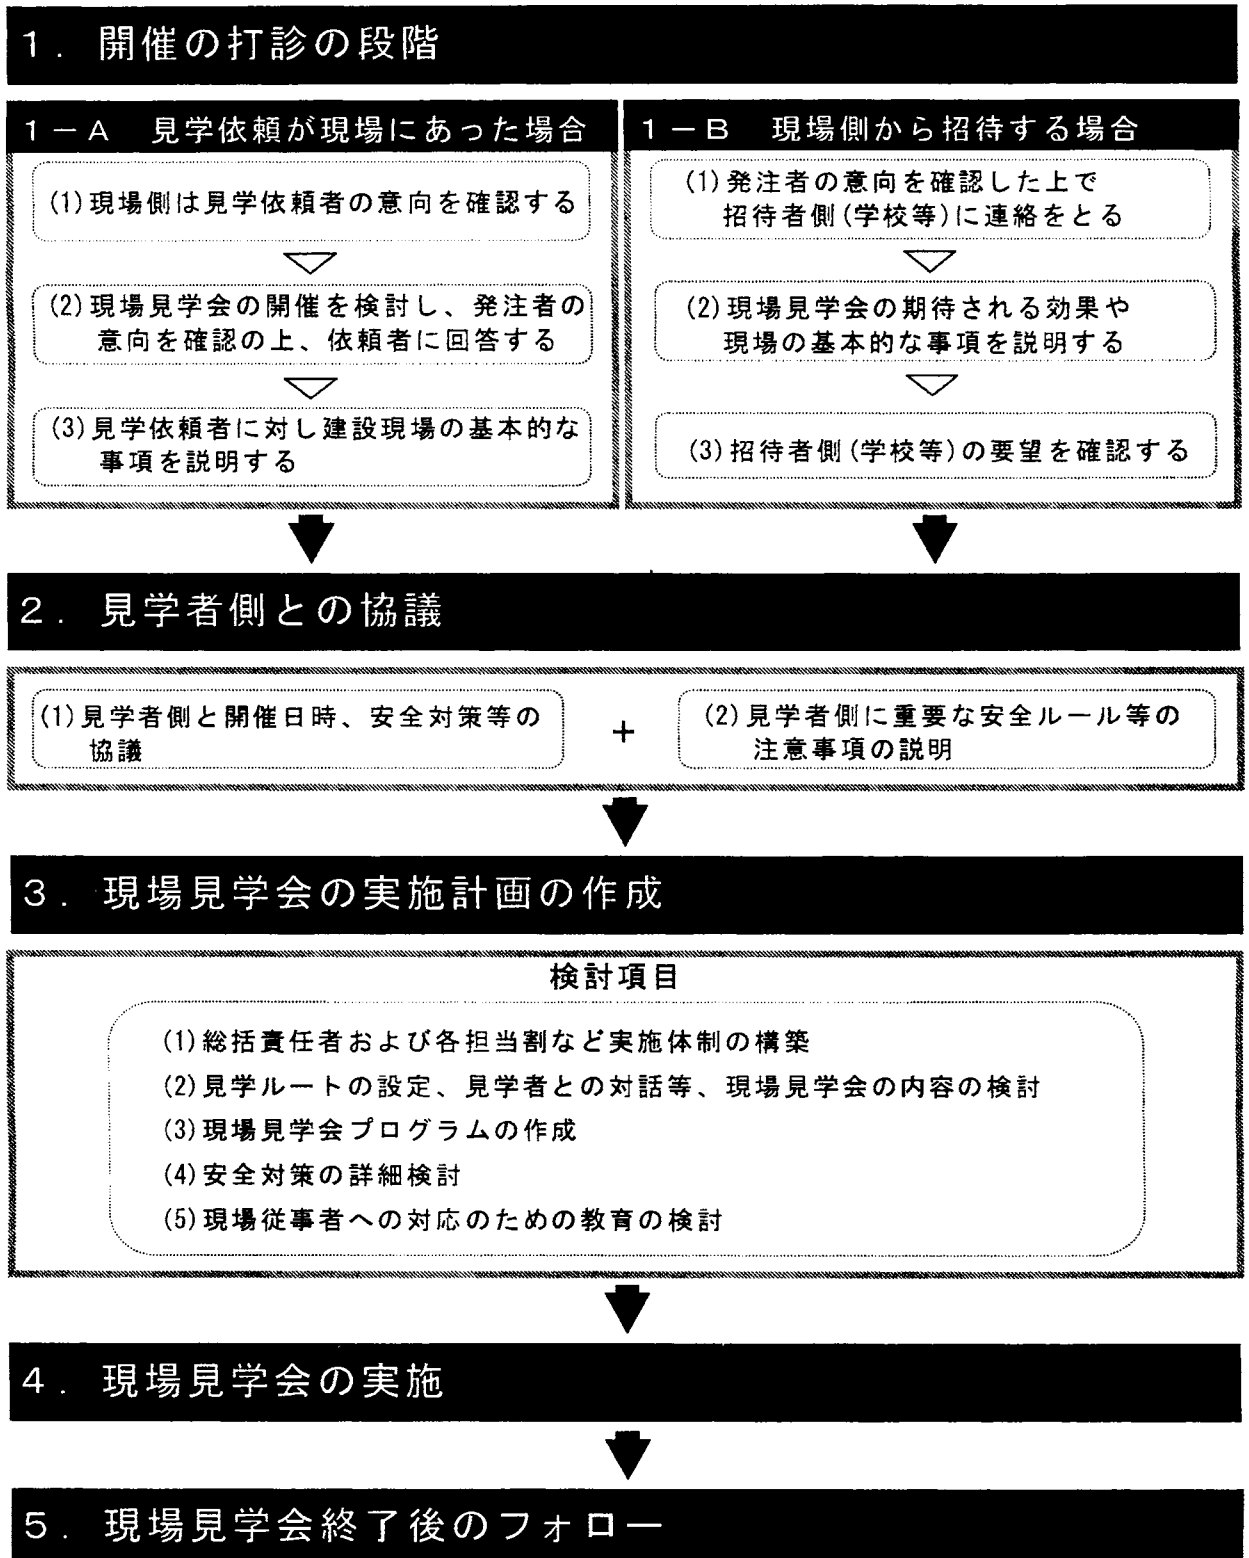 1. 開催の打診の段階
1-A 見学依頼が現場にあった場合
(1)現場側は見学依頼者の意向を確認する
(2)現場見学会の開催を検討し、発注者の
意向を確認の上、依頼者に回答する
(3)見学依頼者に対し建設現場の基本的な
事項を説明する
1-B 現場側から招待する場合
(1)発注者の意向を確認した上で
招待者側(学校等)に連絡をとる
(2)現場見学会の期待される効果や
現場の基本的な事項を説明する
(3)招待者側(学校等)の要望を確認する
2. 見学者側との協議
(1)見学者側と開催日時、安全対策等の
協議
+
(2)見学者側に重要な安全ルール等の
注意事項の説明
3. 現場見学会の実施計画の作成
検討項目
(1)総括責任者および各担当割など実施体制の構築
(2)見学ルートの設定、見学者との対話等、現場見学会の内容の検討
(3)現場見学会プログラムの作成
(4)安全対策の詳細検討
(5)現場従事者への対応のための教育の検討
4. 現場見学会の実施
5. 現場見学会終了後のフォロー